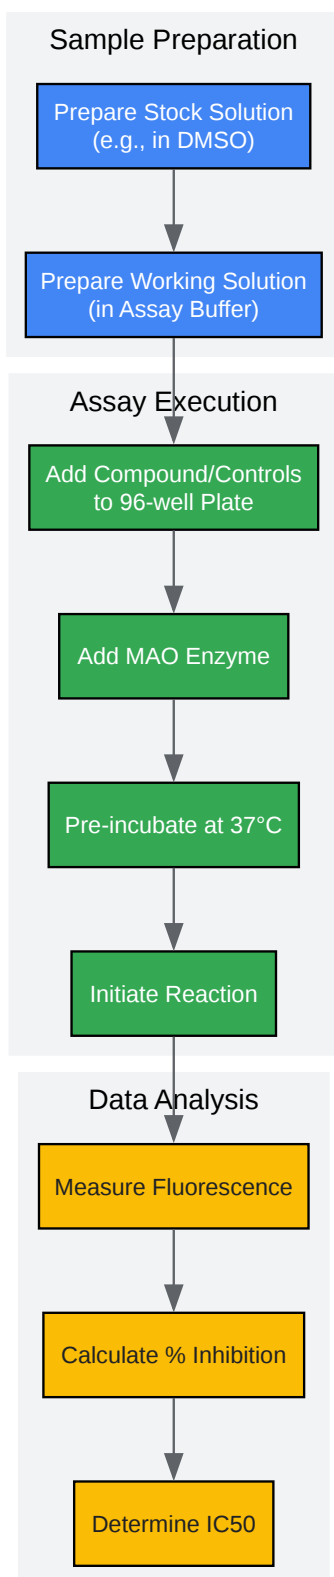 Sample Preparation
Prepare Stock Solution
(e.g., in DMSO)
Prepare Working Solution
(in Assay Buffer)
Assay Execution
Add Compound/Controls
to 96-well Plate
Add MAO Enzyme
Pre-incubate at 37°C
Initiate Reaction
Data Analysis
Measure Fluorescence
Calculate % Inhibition
Determine IC50